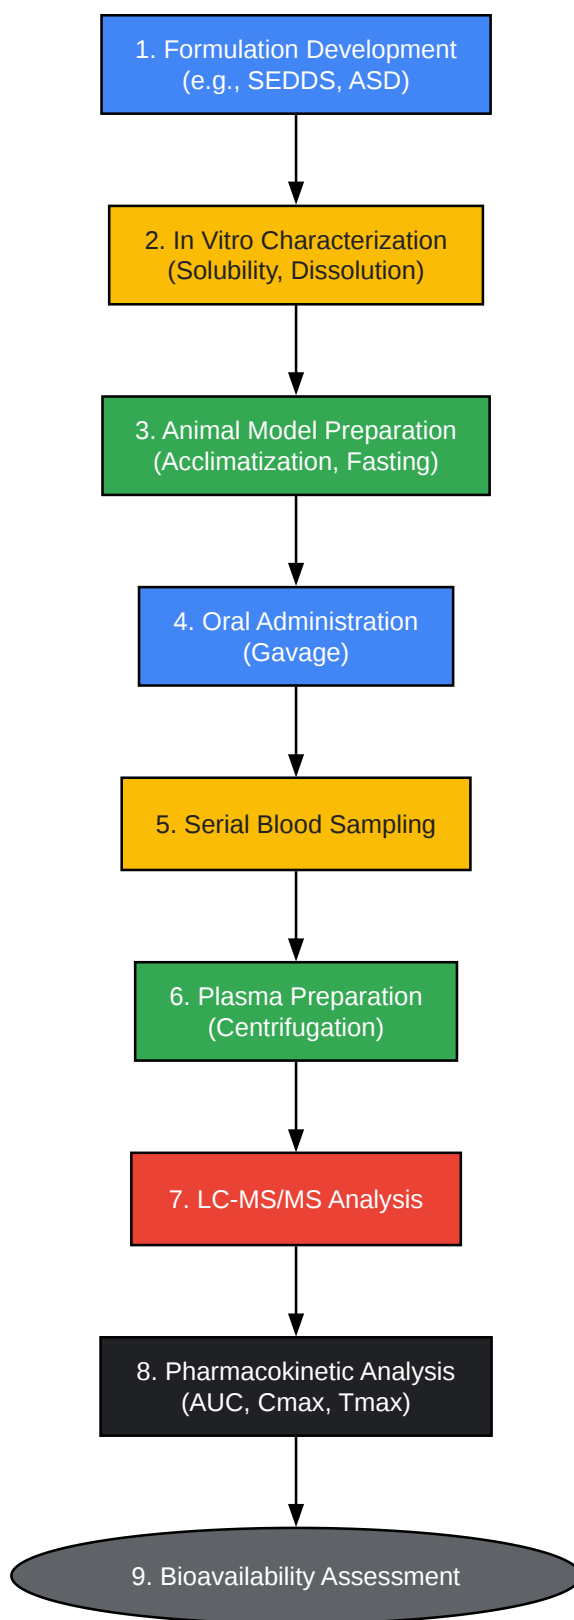 1. Formulation Development
(e.g., SEDDS, ASD)
2. In Vitro Characterization
(Solubility, Dissolution)
3. Animal Model Preparation
(Acclimatization, Fasting)
4. Oral Administration
(Gavage)
5. Serial Blood Sampling
6. Plasma Preparation
(Centrifugation)
7. LC-MS/MS Analysis
8. Pharmacokinetic Analysis
(AUC, Cmax, Tmax)
9. Bioavailability Assessment